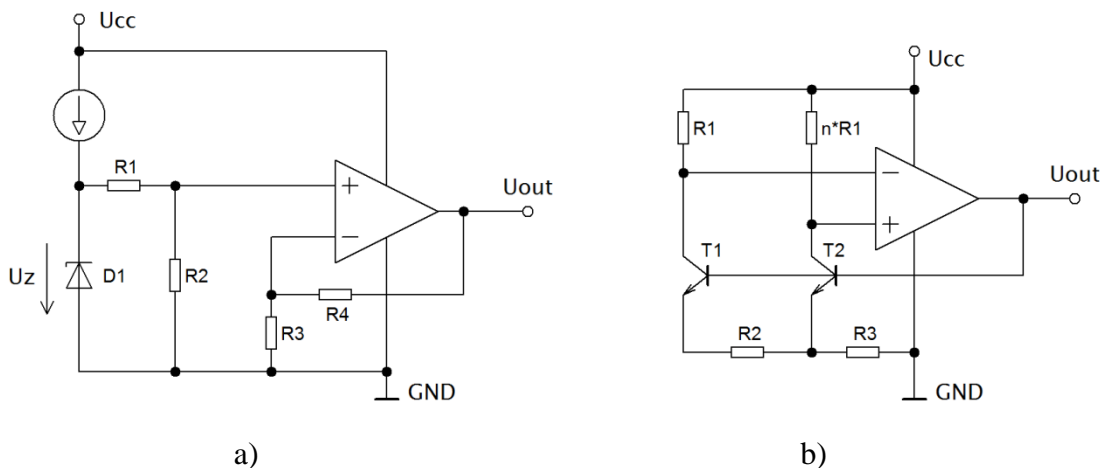 Ucc
R1
+
−
Uout
Uz
D1
R2
R4
R3
GND
a)
Ucc
R1
n*R1
−
+
Uout
T1
T2
R2
R3
GND
b)